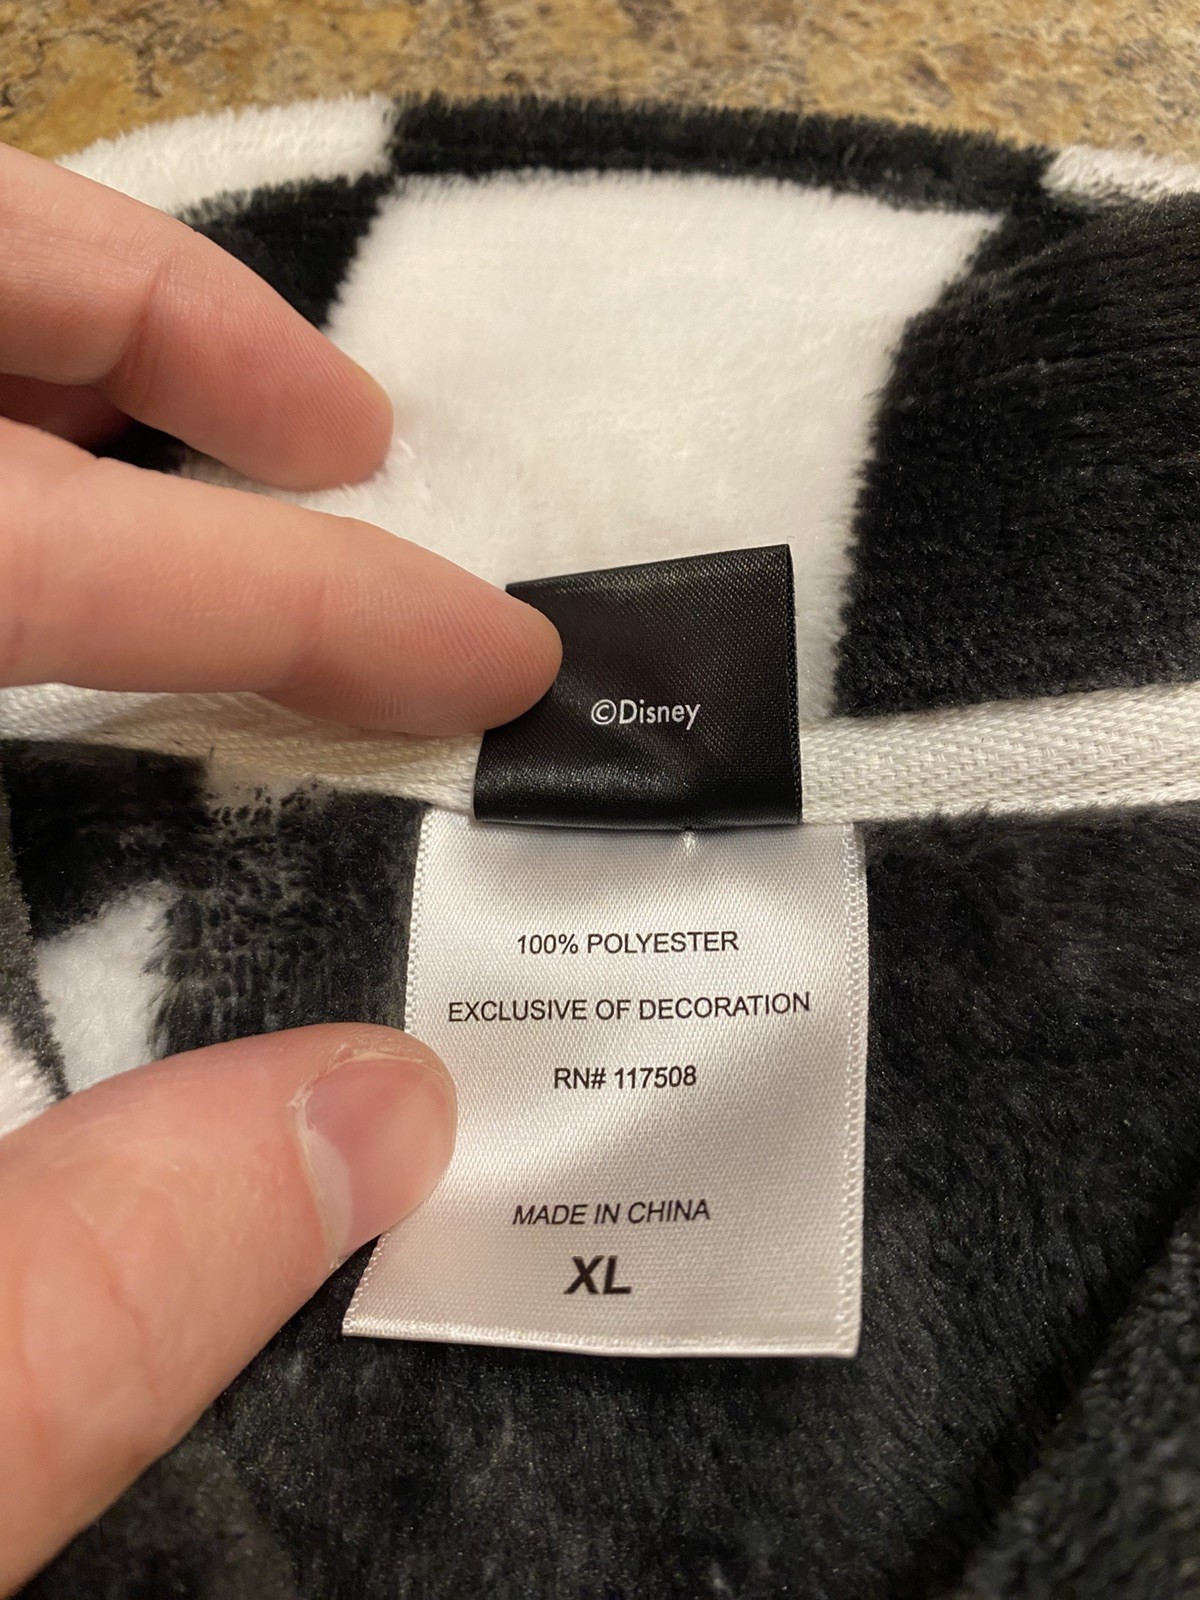 ©Disney
100% POLYESTER
EXCLUSIVE OF DECORATION
RN# 117508
MADE IN CHINA
XL